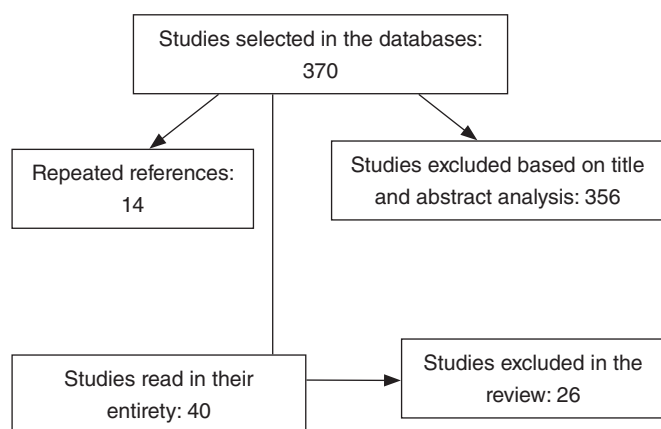 Studies selected in the databases:
370
Repeated references:
14
Studies excluded based on title
and abstract analysis: 356
Studies read in their
entirety: 40
Studies excluded in the
review: 26